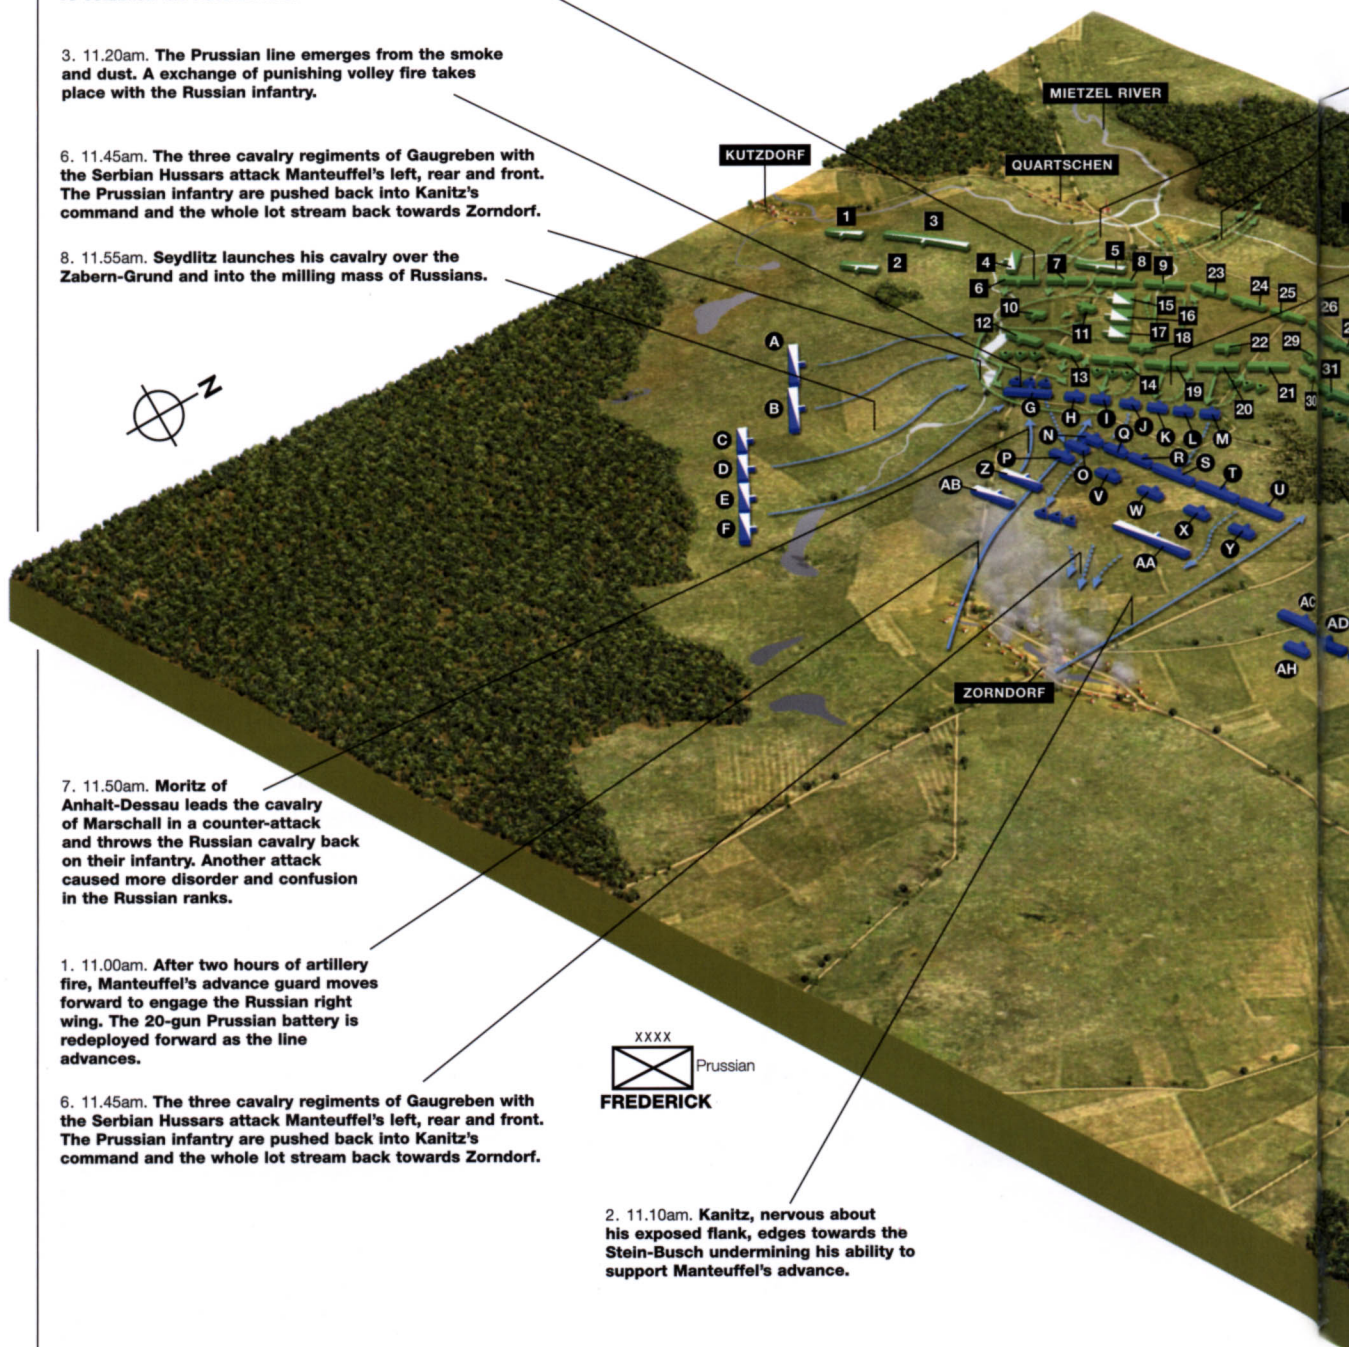 3. 11.20am. The Prussian line emerges from the smoke
and dust. A exchange of punishing volley fire takes
place with the Russian infantry.
6. 11.45am. The three cavalry regiments of Gaugreben with
the Serbian Hussars attack Manteuffel's left, rear and front.
The Prussian infantry are pushed back into Kanitz's
command and the whole lot stream back towards Zorndorf.
8. 11.55am. Seydlitz launches his cavalry over the
Zabern-Grund and into the milling mass of Russians.
N
MIETZEL RIVER
KUTZDORF
QUARTSCHEN
1
3
2
4
5
6
7
8
9
23
24
25
26
10
11
12
15
16
17
18
22
29
13
14
19
20
21
30
31
A
B
C
D
E
F
G
H
I
J
K
L
M
N
O
P
Q
R
S
T
U
V
W
X
Y
Z
AB
AA
AC
AD
AH
ZORNDORF
7. 11.50am. Moritz of
Anhalt-Dessau leads the cavalry
of Marschall in a counter-attack
and throws the Russian cavalry back
on their infantry. Another attack
caused more disorder and confusion
in the Russian ranks.
1. 11.00am. After two hours of artillery
fire, Manteuffel's advance guard moves
forward to engage the Russian right
wing. The 20-gun Prussian battery is
redeployed forward as the line
advances.
6. 11.45am. The three cavalry regiments of Gaugreben with
the Serbian Hussars attack Manteuffel's left, rear and front.
The Prussian infantry are pushed back into Kanitz's
command and the whole lot stream back towards Zorndorf.
XXXX
Prussian
FREDERICK
2. 11.10am. Kanitz, nervous about
his exposed flank, edges towards the
Stein-Busch undermining his ability to
support Manteuffel's advance.